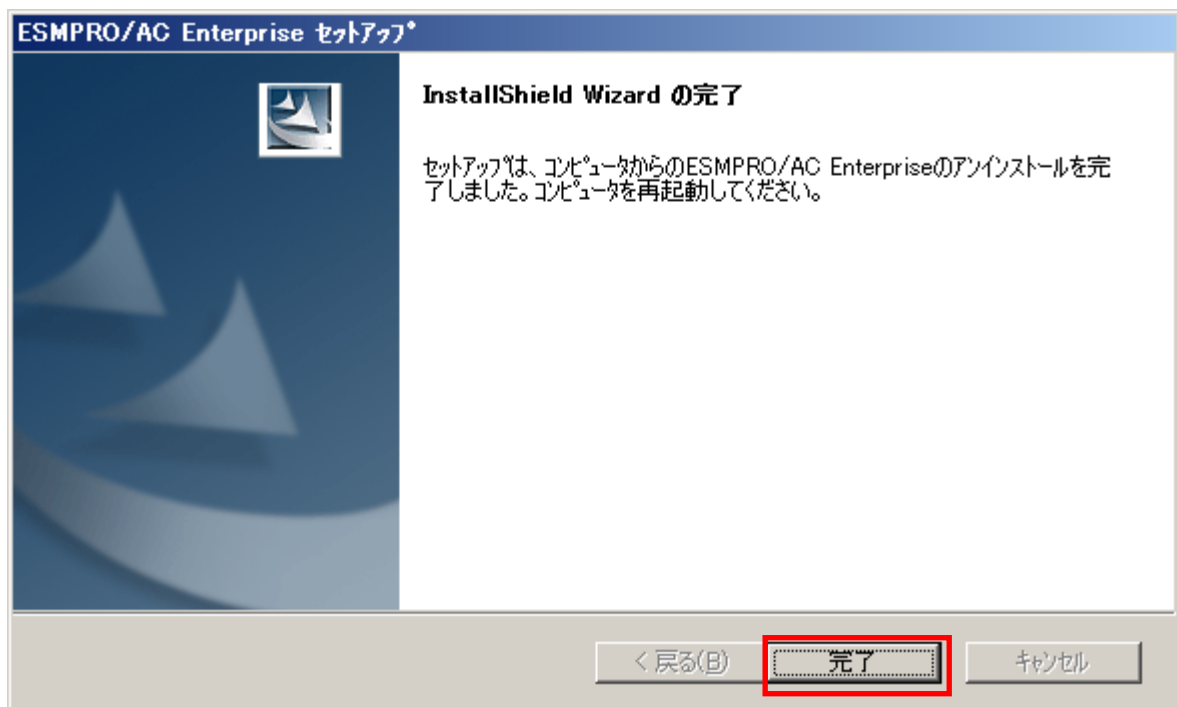 ESMPRO/AC Enterprise ｾｯﾄｱｯﾌﾟ
InstallShield Wizard の完了
ｾｯﾄｱｯﾌﾟは、ｺﾝﾋﾟｭｰﾀからのESMPRO/AC Enterpriseのｱﾝｲﾝｽﾄｰﾙを完
了しました。ｺﾝﾋﾟｭｰﾀを再起動してください。
< 戻る(B)
完了
ｷｬﾝｾﾙ